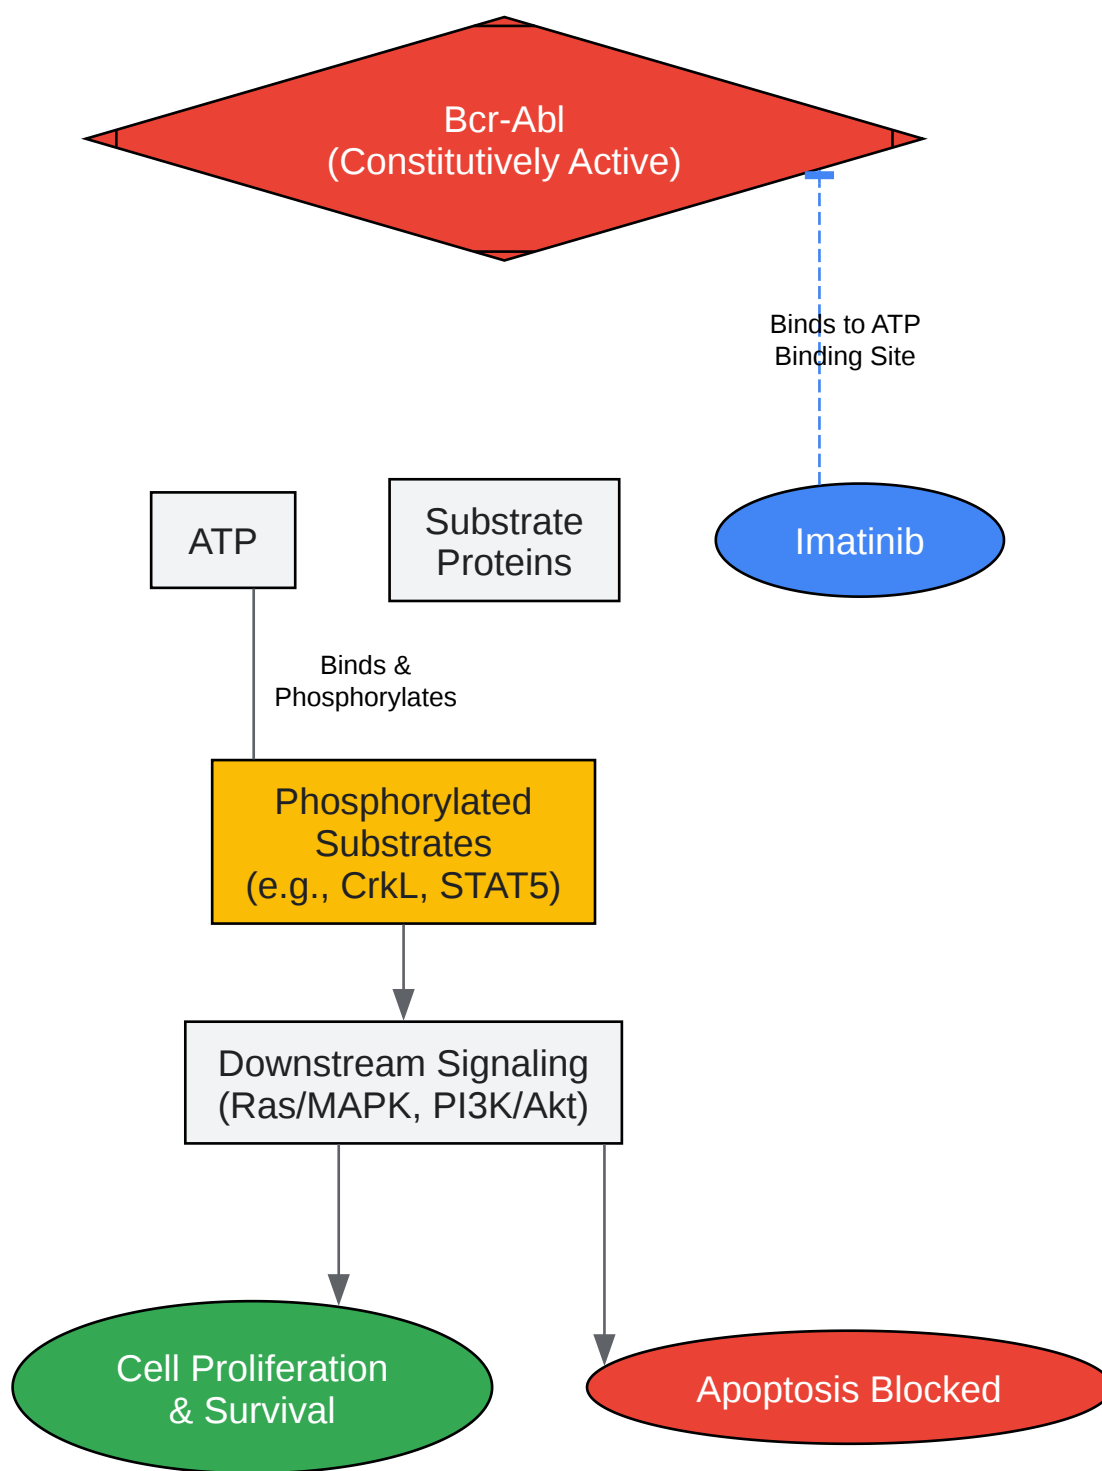 Bcr-Abl
(Constitutively Active)
Binds to ATP
Binding Site
ATP
Substrate
Proteins
Imatinib
Binds &
Phosphorylates
Phosphorylated
Substrates
(e.g., CrkL, STAT5)
Downstream Signaling
(Ras/MAPK, PI3K/Akt)
Cell Proliferation
& Survival
Apoptosis Blocked